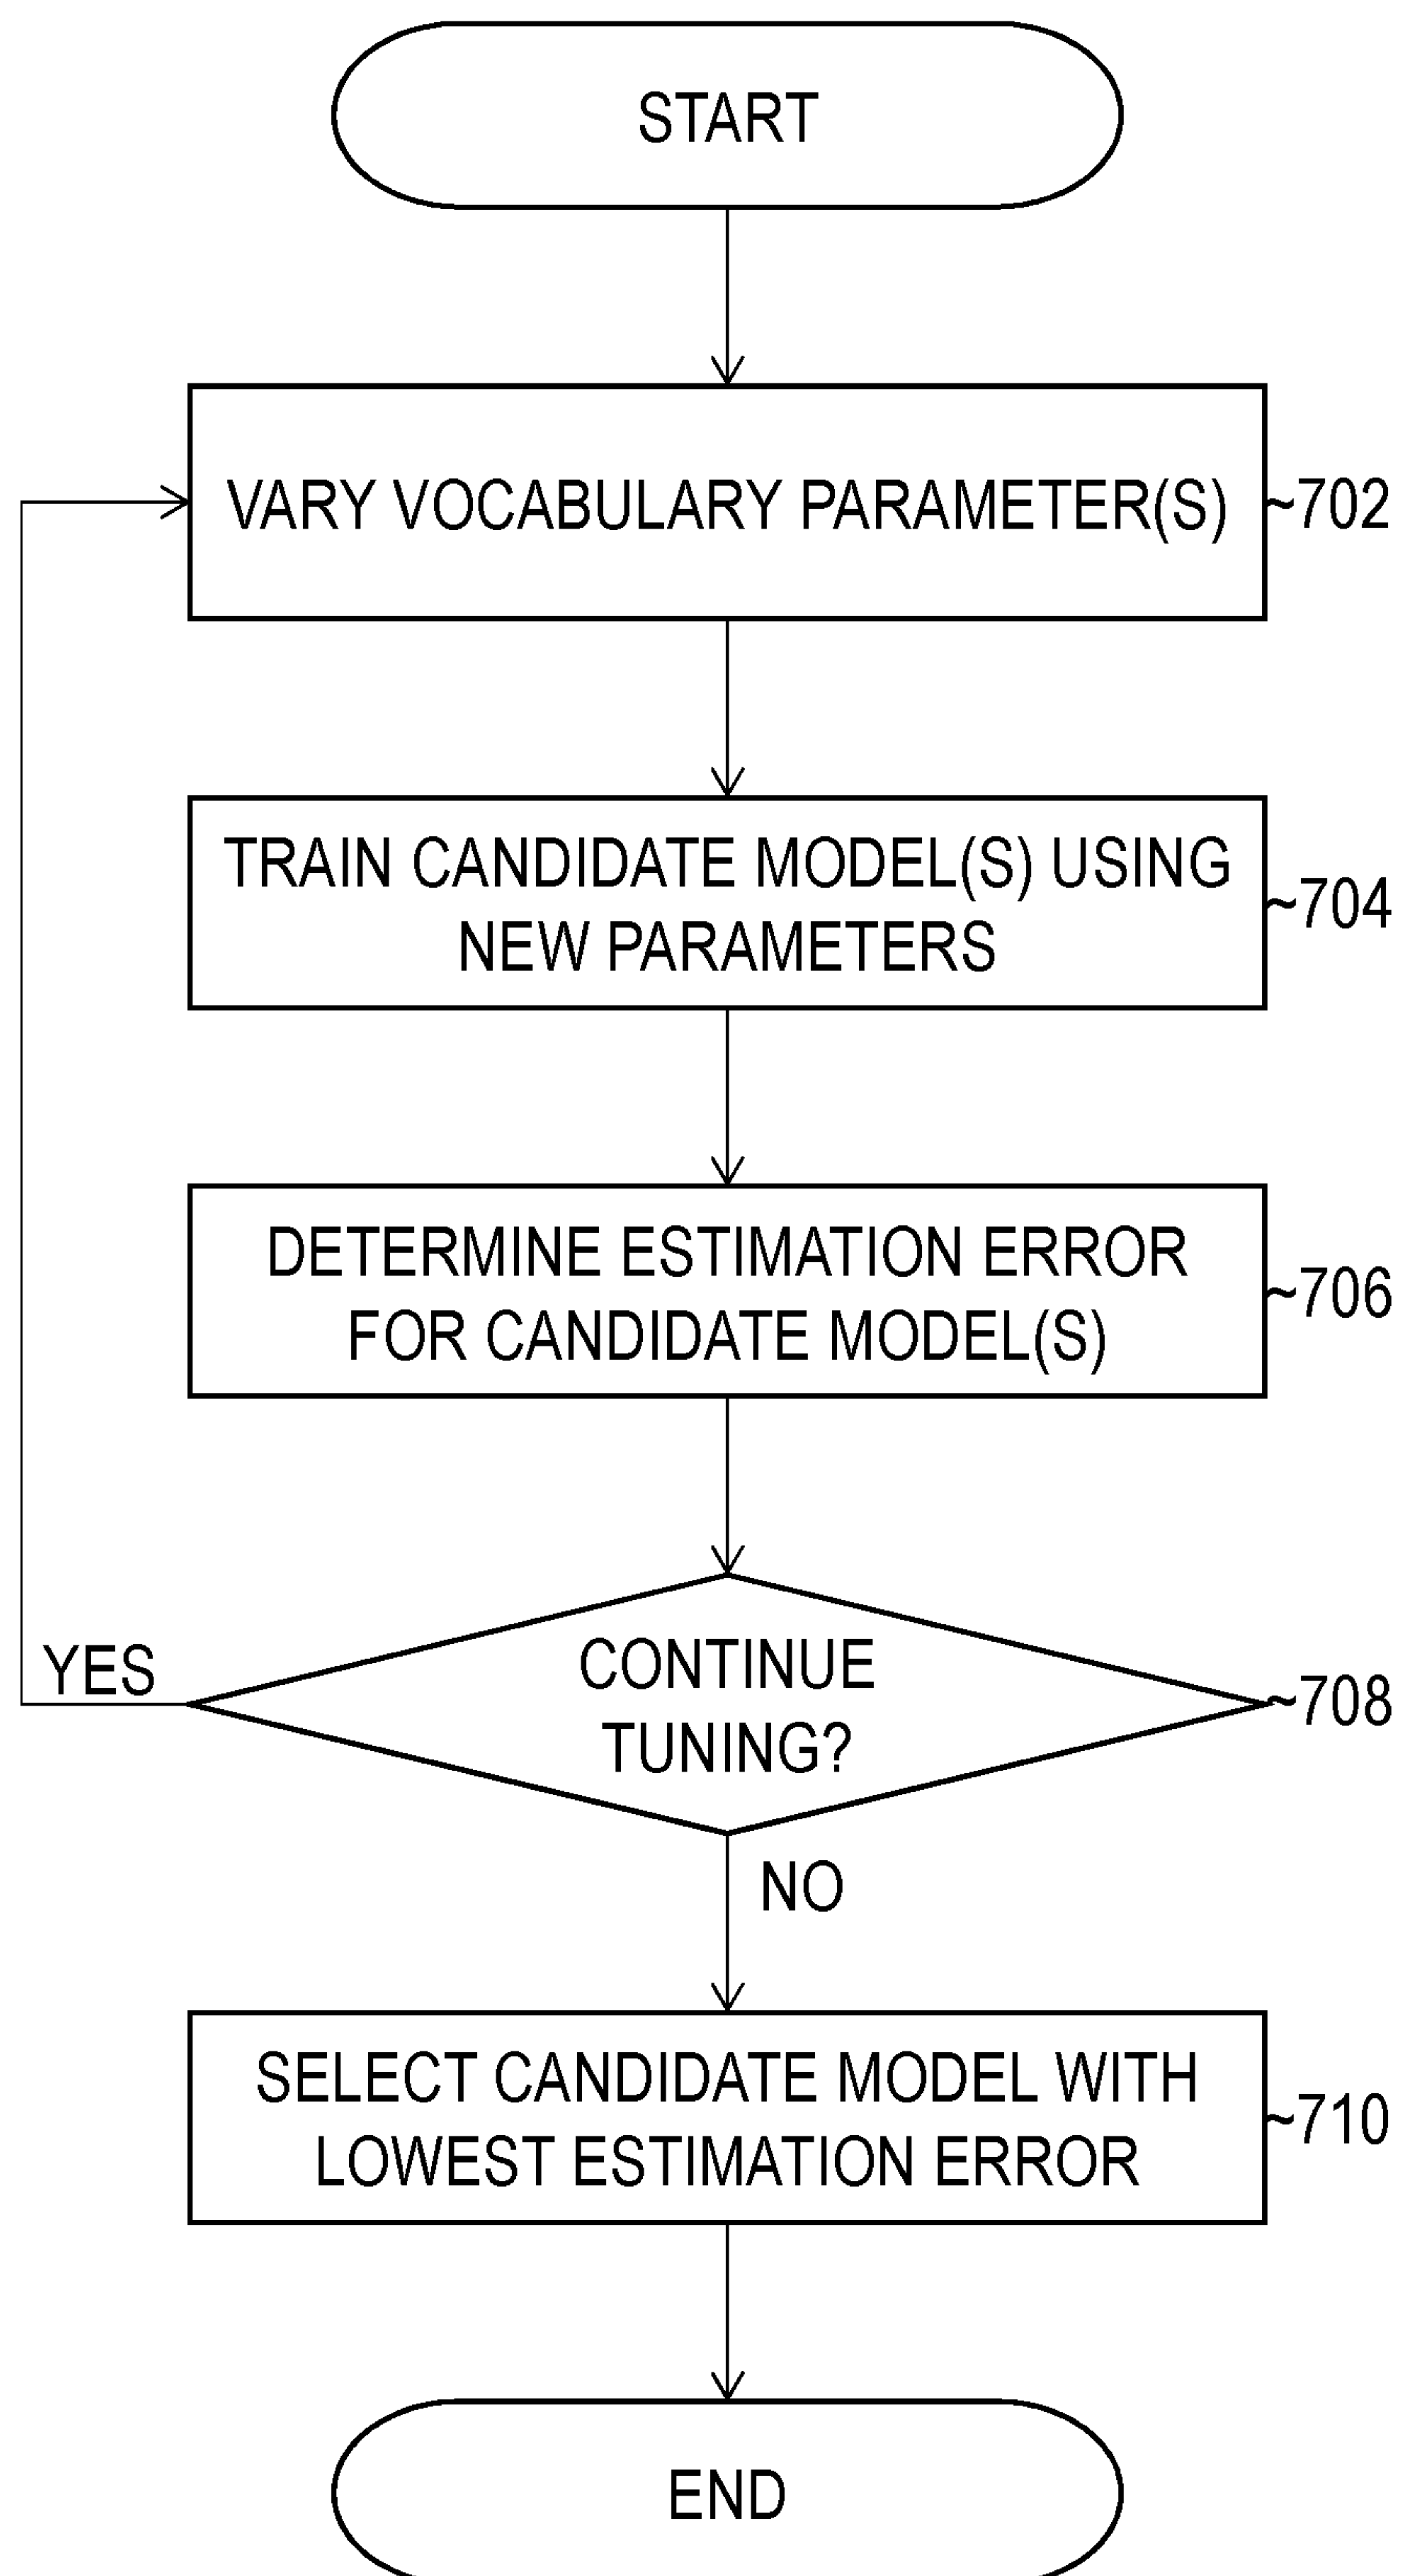 START
VARY VOCABULARY PARAMETER(S)
~702
TRAIN CANDIDATE MODEL(S) USING
NEW PARAMETERS
~704
DETERMINE ESTIMATION ERROR
FOR CANDIDATE MODEL(S)
~706
YES
CONTINUE
TUNING?
~708
NO
SELECT CANDIDATE MODEL WITH
LOWEST ESTIMATION ERROR
~710
END